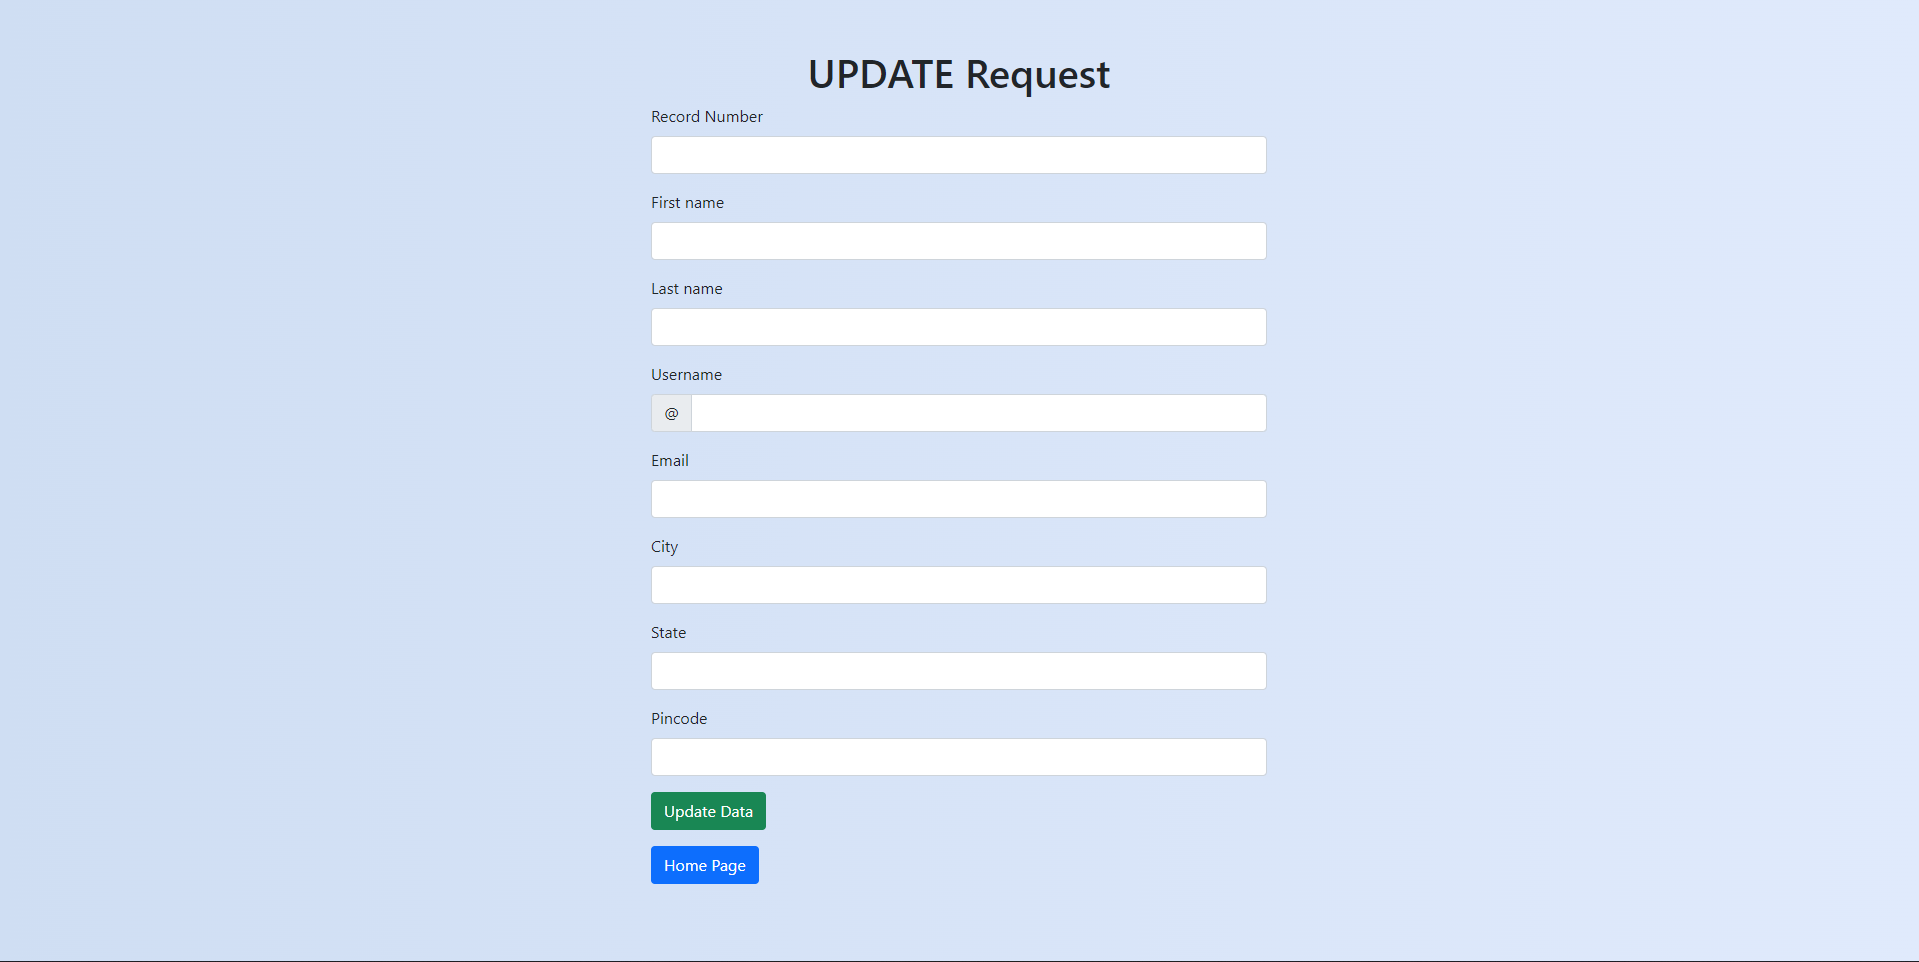 UPDATE Request
Record Number
First name
Last name
Username
@
Email
City
State
Pincode
Update Data
Home Page